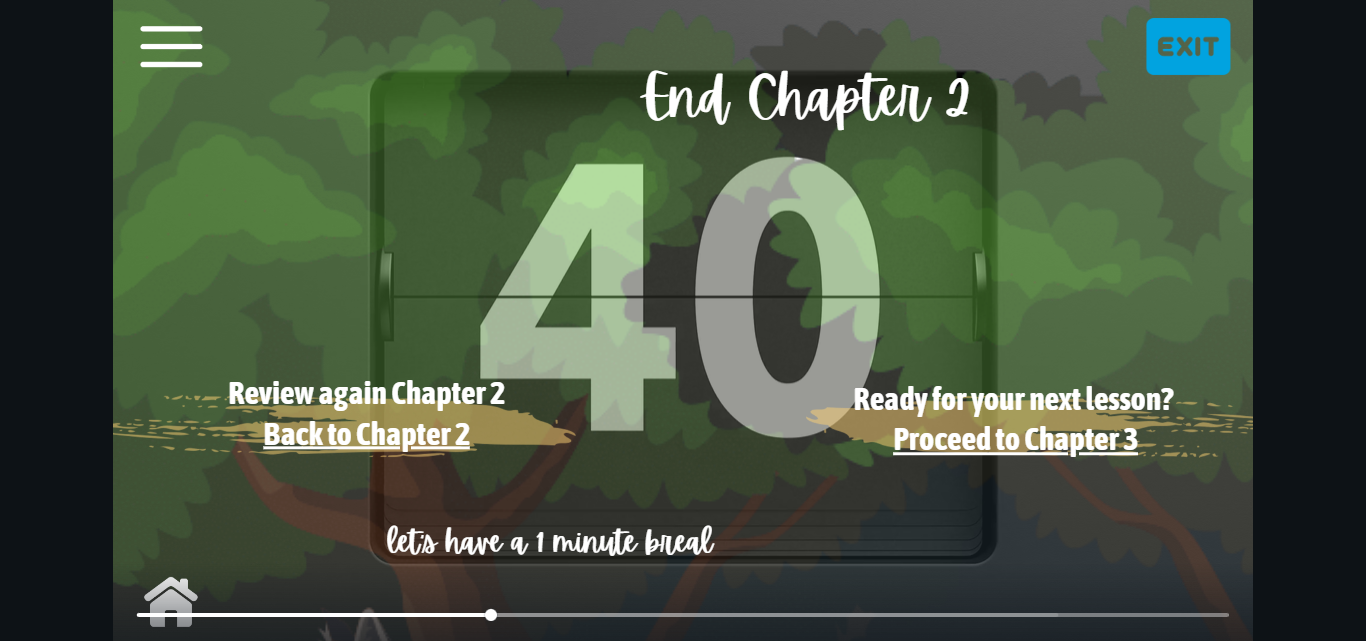 EXIT
End Chapter 2
40
Review again Chapter 2
Back to Chapter 2
Ready for your next lesson?
Proceed to Chapter 3
let's have a 1 minute breal